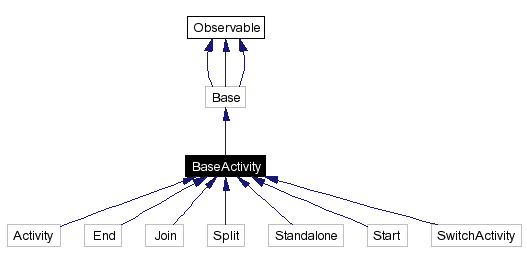 Observable
Base
BaseActivity
Activity
End
Join
Split
Standalone
Start
SwitchActivity